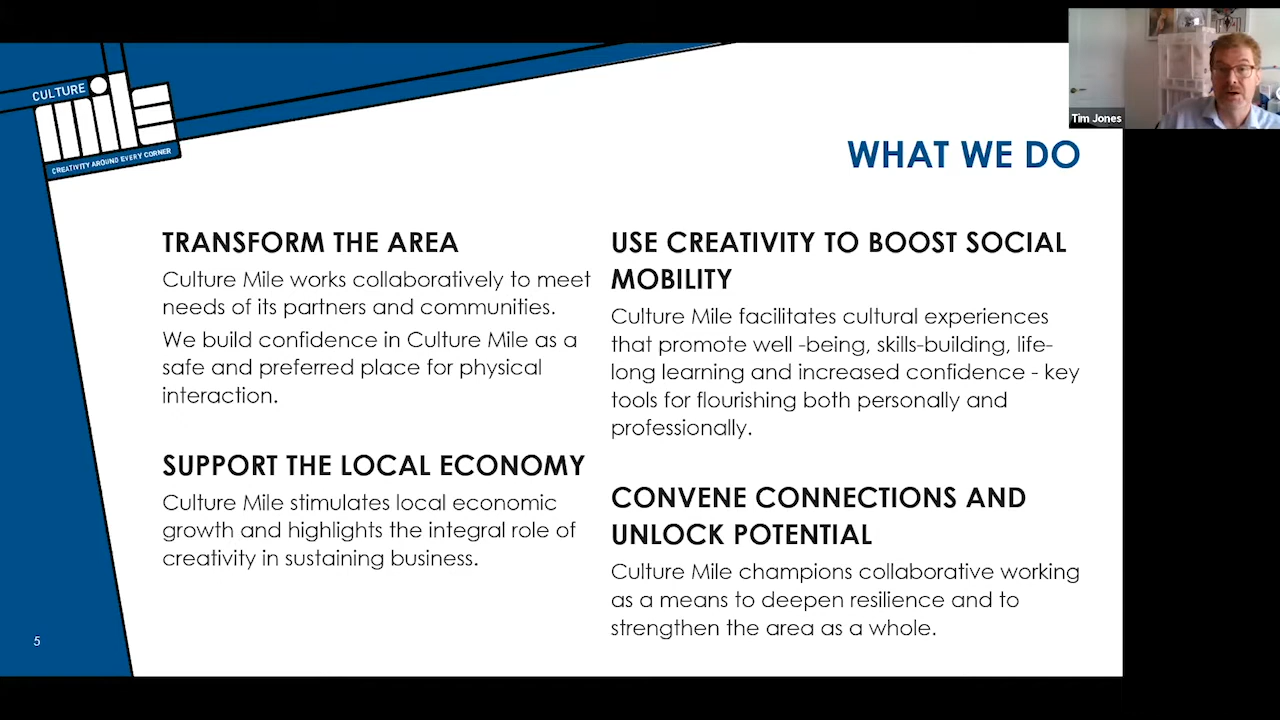 CULTURE
mile
CREATIVITY AROUND EVERY CORNER
Tim Jones
WHAT WE DO
TRANSFORM THE AREA
Culture Mile works collaboratively to meet
needs of its partners and communities.
We build confidence in Culture Mile as a
safe and preferred place for physical
interaction.
SUPPORT THE LOCAL ECONOMY
Culture Mile stimulates local economic
growth and highlights the integral role of
creativity in sustaining business.
USE CREATIVITY TO BOOST SOCIAL
MOBILITY
Culture Mile facilitates cultural experiences
that promote well -being, skills-building, life-
long learning and increased confidence - key
tools for flourishing both personally and
professionally.
CONVENE CONNECTIONS AND
UNLOCK POTENTIAL
Culture Mile champions collaborative working
as a means to deepen resilience and to
strengthen the area as a whole.
5